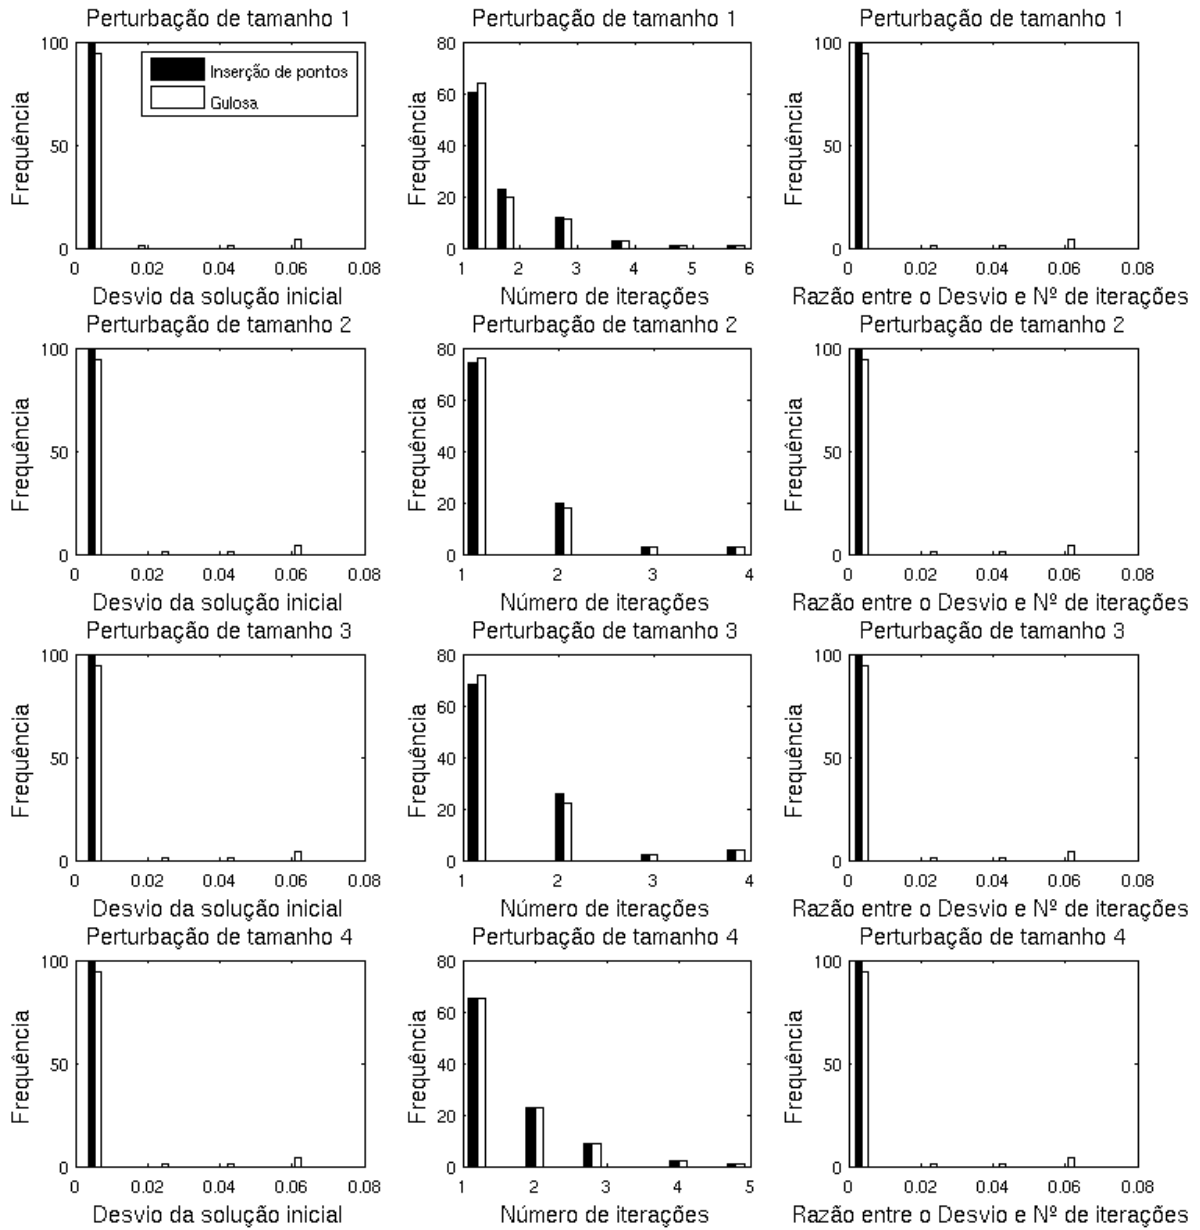 Perturbação de tamanho 1
100
50
0
Frequência
Inserção de pontos
Gulosa
0 0.02 0.04 0.06 0.08
Desvio da solução inicial
Perturbação de tamanho 1
80
60
40
20
0
Frequência
1 2 3 4 5 6
Número de iterações
Perturbação de tamanho 1
100
50
0
Frequência
0 0.02 0.04 0.06 0.08
Razão entre o Desvio e Nº de iterações
Perturbação de tamanho 2
100
50
0
Frequência
0 0.02 0.04 0.06 0.08
Desvio da solução inicial
Perturbação de tamanho 2
80
60
40
20
0
Frequência
1 2 3 4
Número de iterações
Perturbação de tamanho 2
100
50
0
Frequência
0 0.02 0.04 0.06 0.08
Razão entre o Desvio e Nº de iterações
Perturbação de tamanho 3
100
50
0
Frequência
0 0.02 0.04 0.06 0.08
Desvio da solução inicial
Perturbação de tamanho 3
80
60
40
20
0
Frequência
1 2 3 4
Número de iterações
Perturbação de tamanho 3
100
50
0
Frequência
0 0.02 0.04 0.06 0.08
Razão entre o Desvio e Nº de iterações
Perturbação de tamanho 4
100
50
0
Frequência
0 0.02 0.04 0.06 0.08
Desvio da solução inicial
Perturbação de tamanho 4
80
60
40
20
0
Frequência
1 2 3 4 5
Número de iterações
Perturbação de tamanho 4
100
50
0
Frequência
0 0.02 0.04 0.06 0.08
Razão entre o Desvio e Nº de iterações